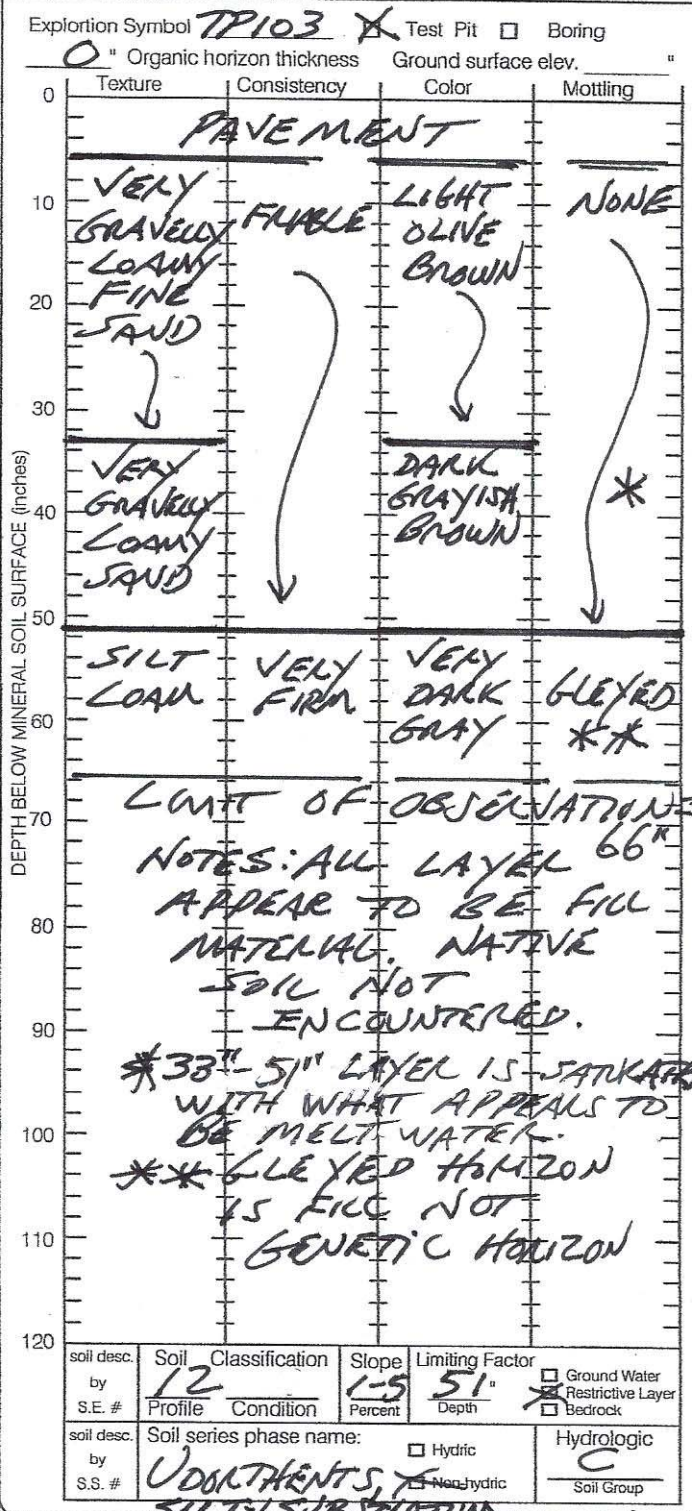 Explortion Symbol TP103 Test Pit Boring
0 " Organic horizon thickness Ground surface elev. "
Texture Consistency Color Mottling
DEPTH BELOW MINERAL SOIL SURFACE (inches)
0
PAVEMENT
10
VERY
GRAVELLY
LOAMY
FINE
SAND
FRIABLE
LIGHT
OLIVE
BROWN
NONE
20
30
VERY
GRAVELLY
LOAMY
SAND
DARK
GRAYISH
BROWN
*
40
50
SILT
LOAM
VERY
FIRM
VERY
DARK
GRAY
GLEYED
**
60
LIMIT OF OBSERVATION=
66"
70
NOTES: ALL LAYER
APPEAR TO BE FILL
80
MATERIAL. NATIVE
SOIL NOT
90
ENCOUNTERED.
*33"-51" LAYER IS
WITH WHAT APPEARS TO
100
BE MELT WATER.
** GLEYED HORIZON
IS FILL NOT
110
GENETIC HORIZON
120
soil desc. by S.E. #
Soil Classification
12
Profile Condition
Slope
1-5
Percent
Limiting Factor
51"
Depth
Ground Water
Restrictive Layer
Bedrock
soil desc. by S.S. #
Soil series phase name:
UDORTHENTS,
Hydric
Non-hydric
Hydrologic
C
Soil Group